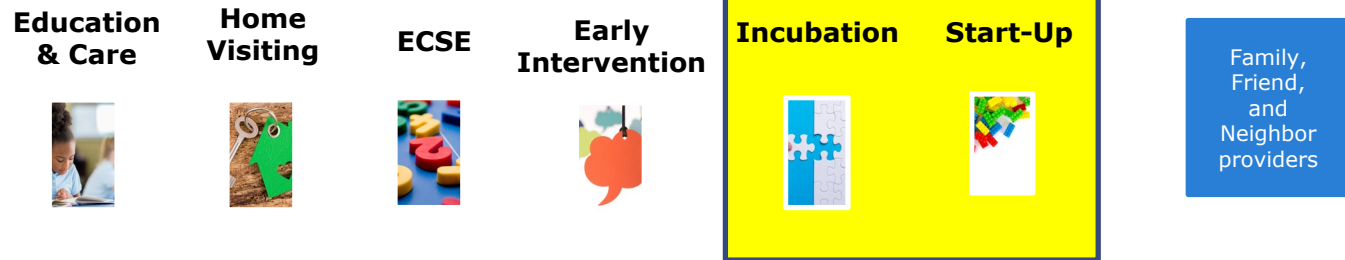 Education
& Care
Home
Visiting
ECSE
Early
Intervention
Incubation
Start-Up
Family,
Friend,
and
Neighbor
providers